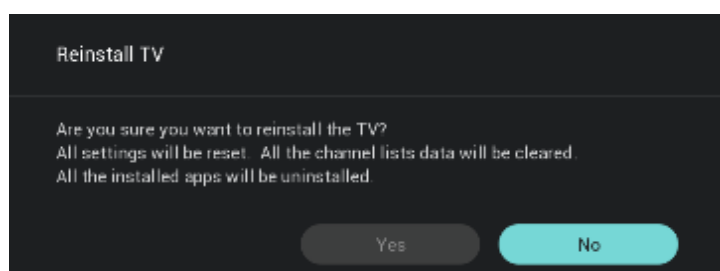 Reinstall TV
Are you sure you want to reinstall the TV?
All settings will be reset. All the channel lists data will be cleared.
All the installed apps will be uninstalled.
Yes
No